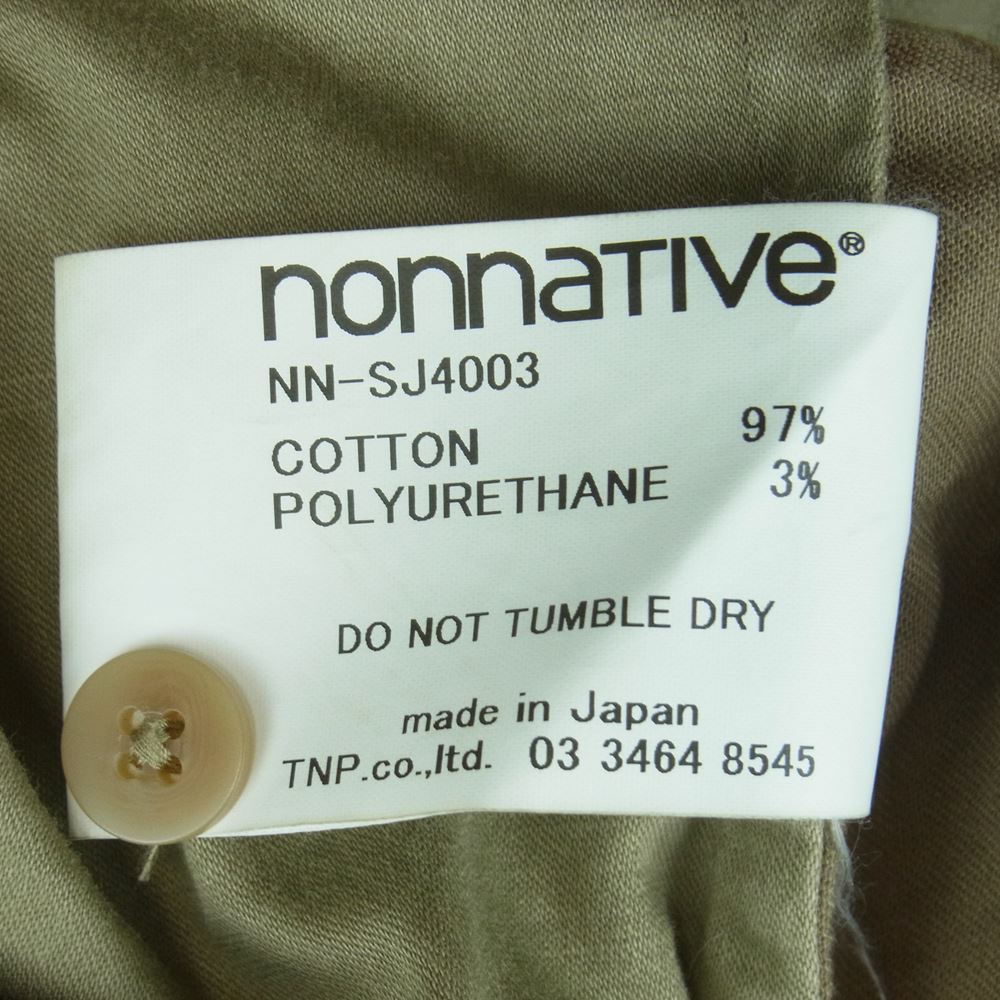 nonnative®
NN-SJ4003
COTTON 97%
POLYURETHANE 3%
DO NOT TUMBLE DRY
made in Japan
TNP.co.,ltd. 03 3464 8545